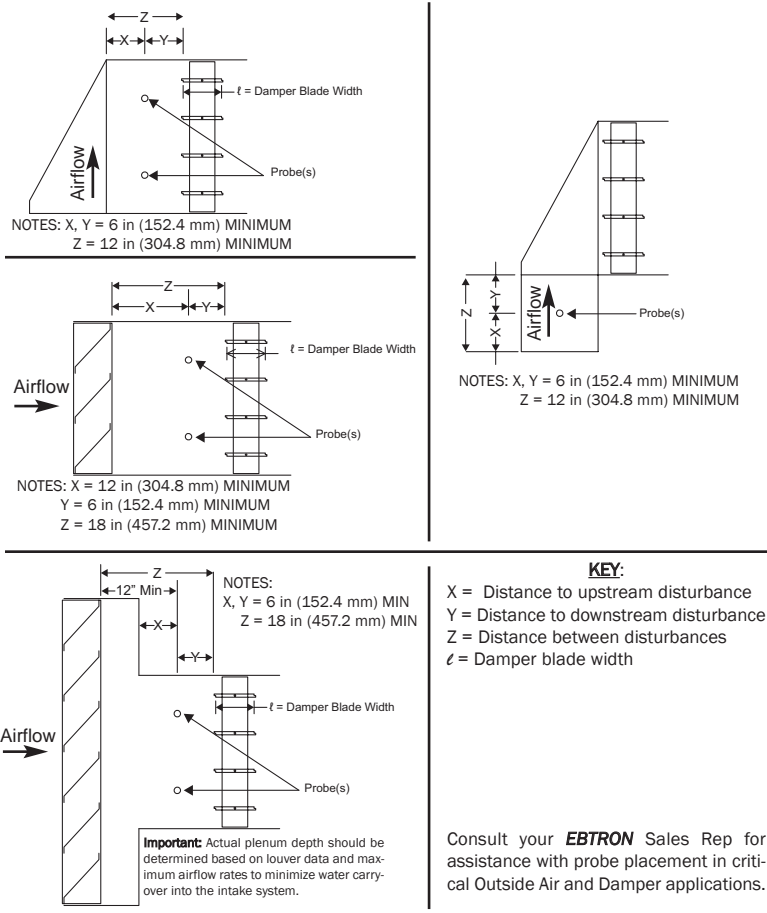 Z
X
Y
ℓ = Damper Blade Width
Airflow
Probe(s)
NOTES: X, Y = 6 in (152.4 mm) MINIMUM
Z = 12 in (304.8 mm) MINIMUM
Z
X
Y
ℓ = Damper Blade Width
Airflow
Probe(s)
NOTES: X = 12 in (304.8 mm) MINIMUM
Y = 6 in (152.4 mm) MINIMUM
Z = 18 in (457.2 mm) MINIMUM
Z
Y
X
Airflow
Probe(s)
NOTES: X, Y = 6 in (152.4 mm) MINIMUM
Z = 12 in (304.8 mm) MINIMUM
Z
12" Min
X
Y
NOTES:
X, Y = 6 in (152.4 mm) MIN
Z = 18 in (457.2 mm) MIN
ℓ = Damper Blade Width
Airflow
Probe(s)
Important: Actual plenum depth should be
determined based on louver data and max-
imum airflow rates to minimize water carry-
over into the intake system.
KEY:
X = Distance to upstream disturbance
Y = Distance to downstream disturbance
Z = Distance between disturbances
ℓ = Damper blade width
Consult your EBTRON Sales Rep for
assistance with probe placement in criti-
cal Outside Air and Damper applications.